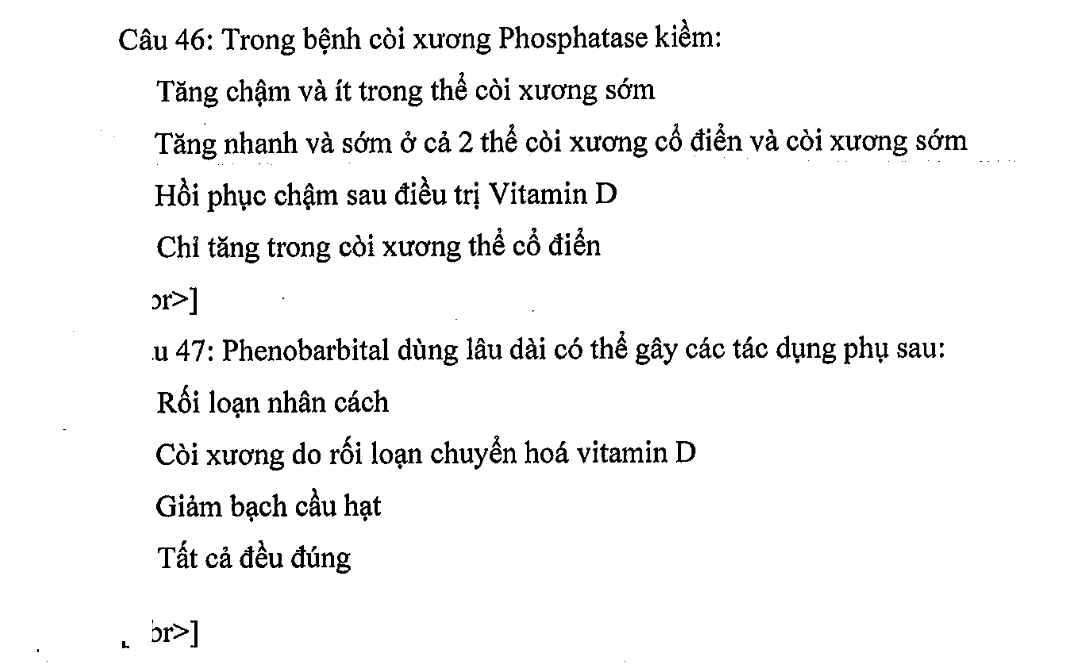 Câu 46: Trong bệnh còi xương Phosphatase kiềm:
Tăng chậm và ít trong thể còi xương sớm
Tăng nhanh và sớm ở cả 2 thể còi xương cổ điển và còi xương sớm
Hồi phục chậm sau điều trị Vitamin D
Chỉ tăng trong còi xương thể cổ điển
br>]
u 47: Phenobarbital dùng lâu dài có thể gây các tác dụng phụ sau:
Rối loạn nhân cách
Còi xương do rối loạn chuyển hoá vitamin D
Giảm bạch cầu hạt
Tất cả đều đúng
br>]